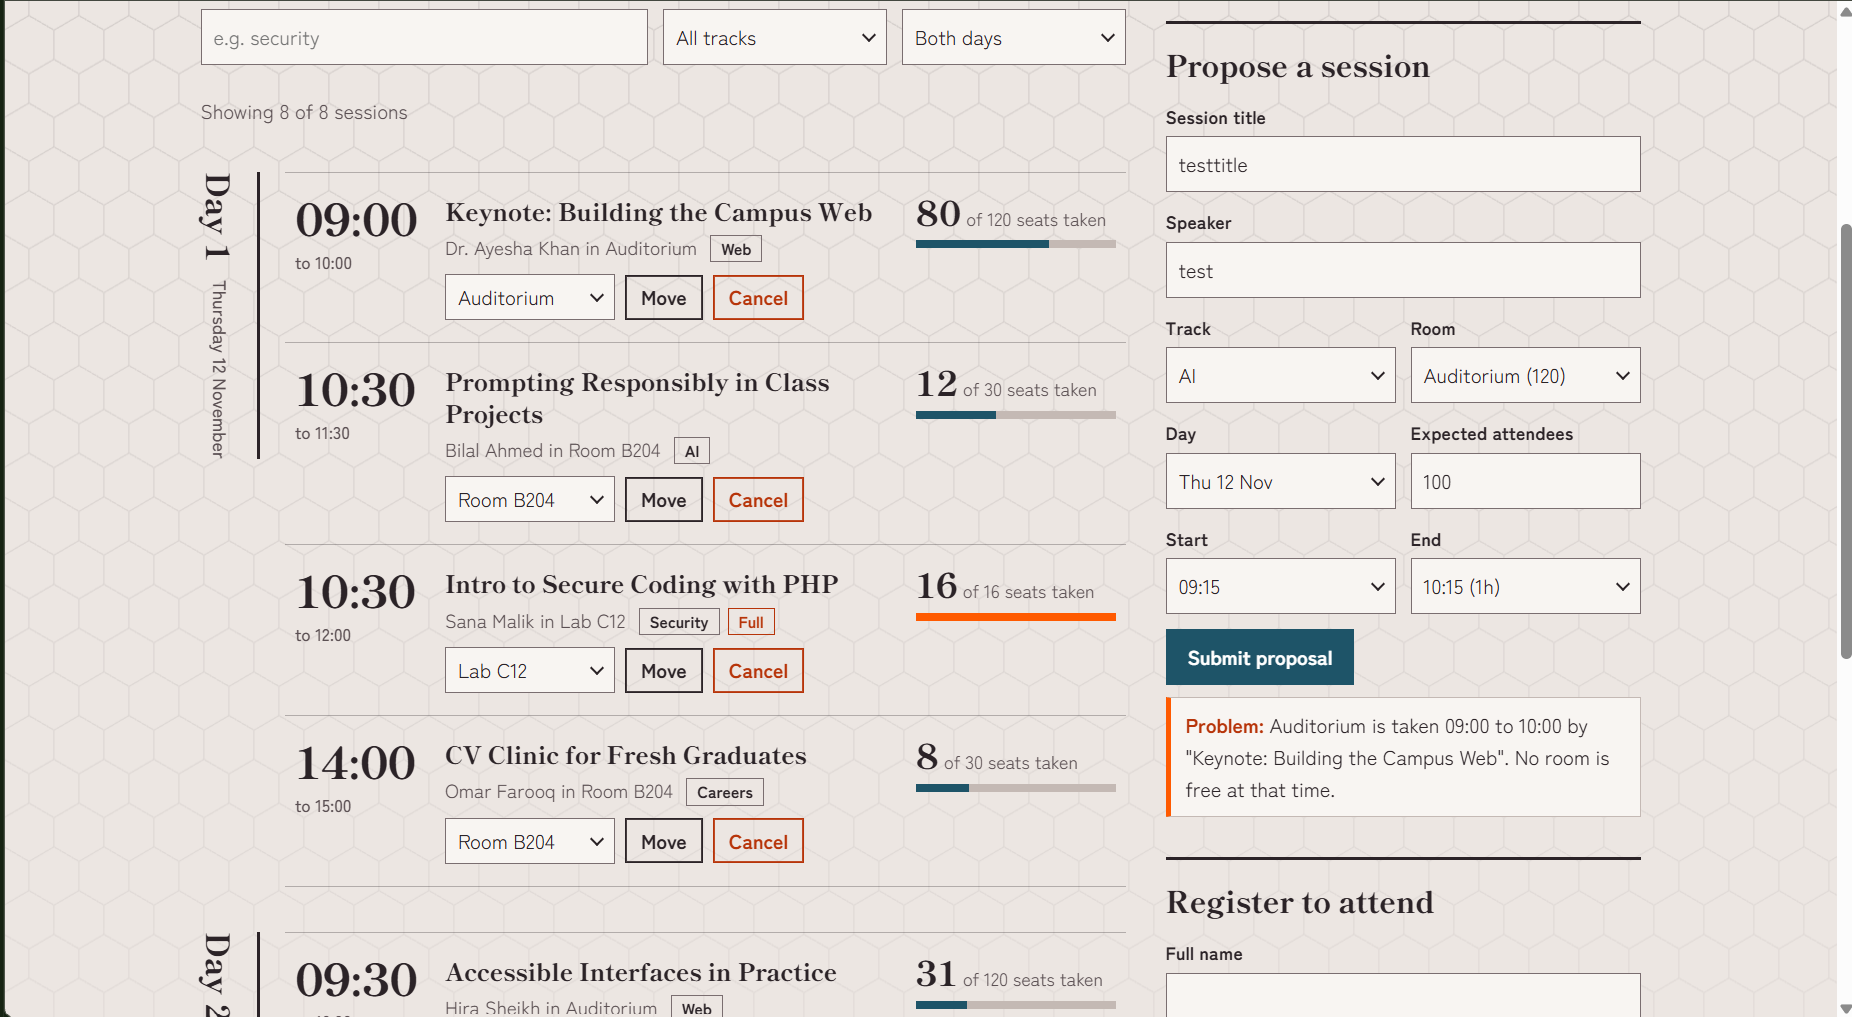 e.g. security
All tracks
Both days
Showing 8 of 8 sessions
Day 1 Thursday 12 November
09:00
to 10:00
Keynote: Building the Campus Web
Dr. Ayesha Khan in Auditorium Web
Auditorium Move Cancel
80 of 120 seats taken
10:30
to 11:30
Prompting Responsibly in Class
Projects
Bilal Ahmed in Room B204 AI
Room B204 Move Cancel
12 of 30 seats taken
10:30
to 12:00
Intro to Secure Coding with PHP
Sana Malik in Lab C12 Security Full
Lab C12 Move Cancel
16 of 16 seats taken
14:00
to 15:00
CV Clinic for Fresh Graduates
Omar Farooq in Room B204 Careers
Room B204 Move Cancel
8 of 30 seats taken
Day 2
09:30
Accessible Interfaces in Practice
Hira Sheikh in Auditorium Web
31 of 120 seats taken
Propose a session
Session title
testtitle
Speaker
test
Track Room
AI Auditorium (120)
Day Expected attendees
Thu 12 Nov 100
Start End
09:15 10:15 (1h)
Submit proposal
Problem: Auditorium is taken 09:00 to 10:00 by
"Keynote: Building the Campus Web". No room is
free at that time.
Register to attend
Full name